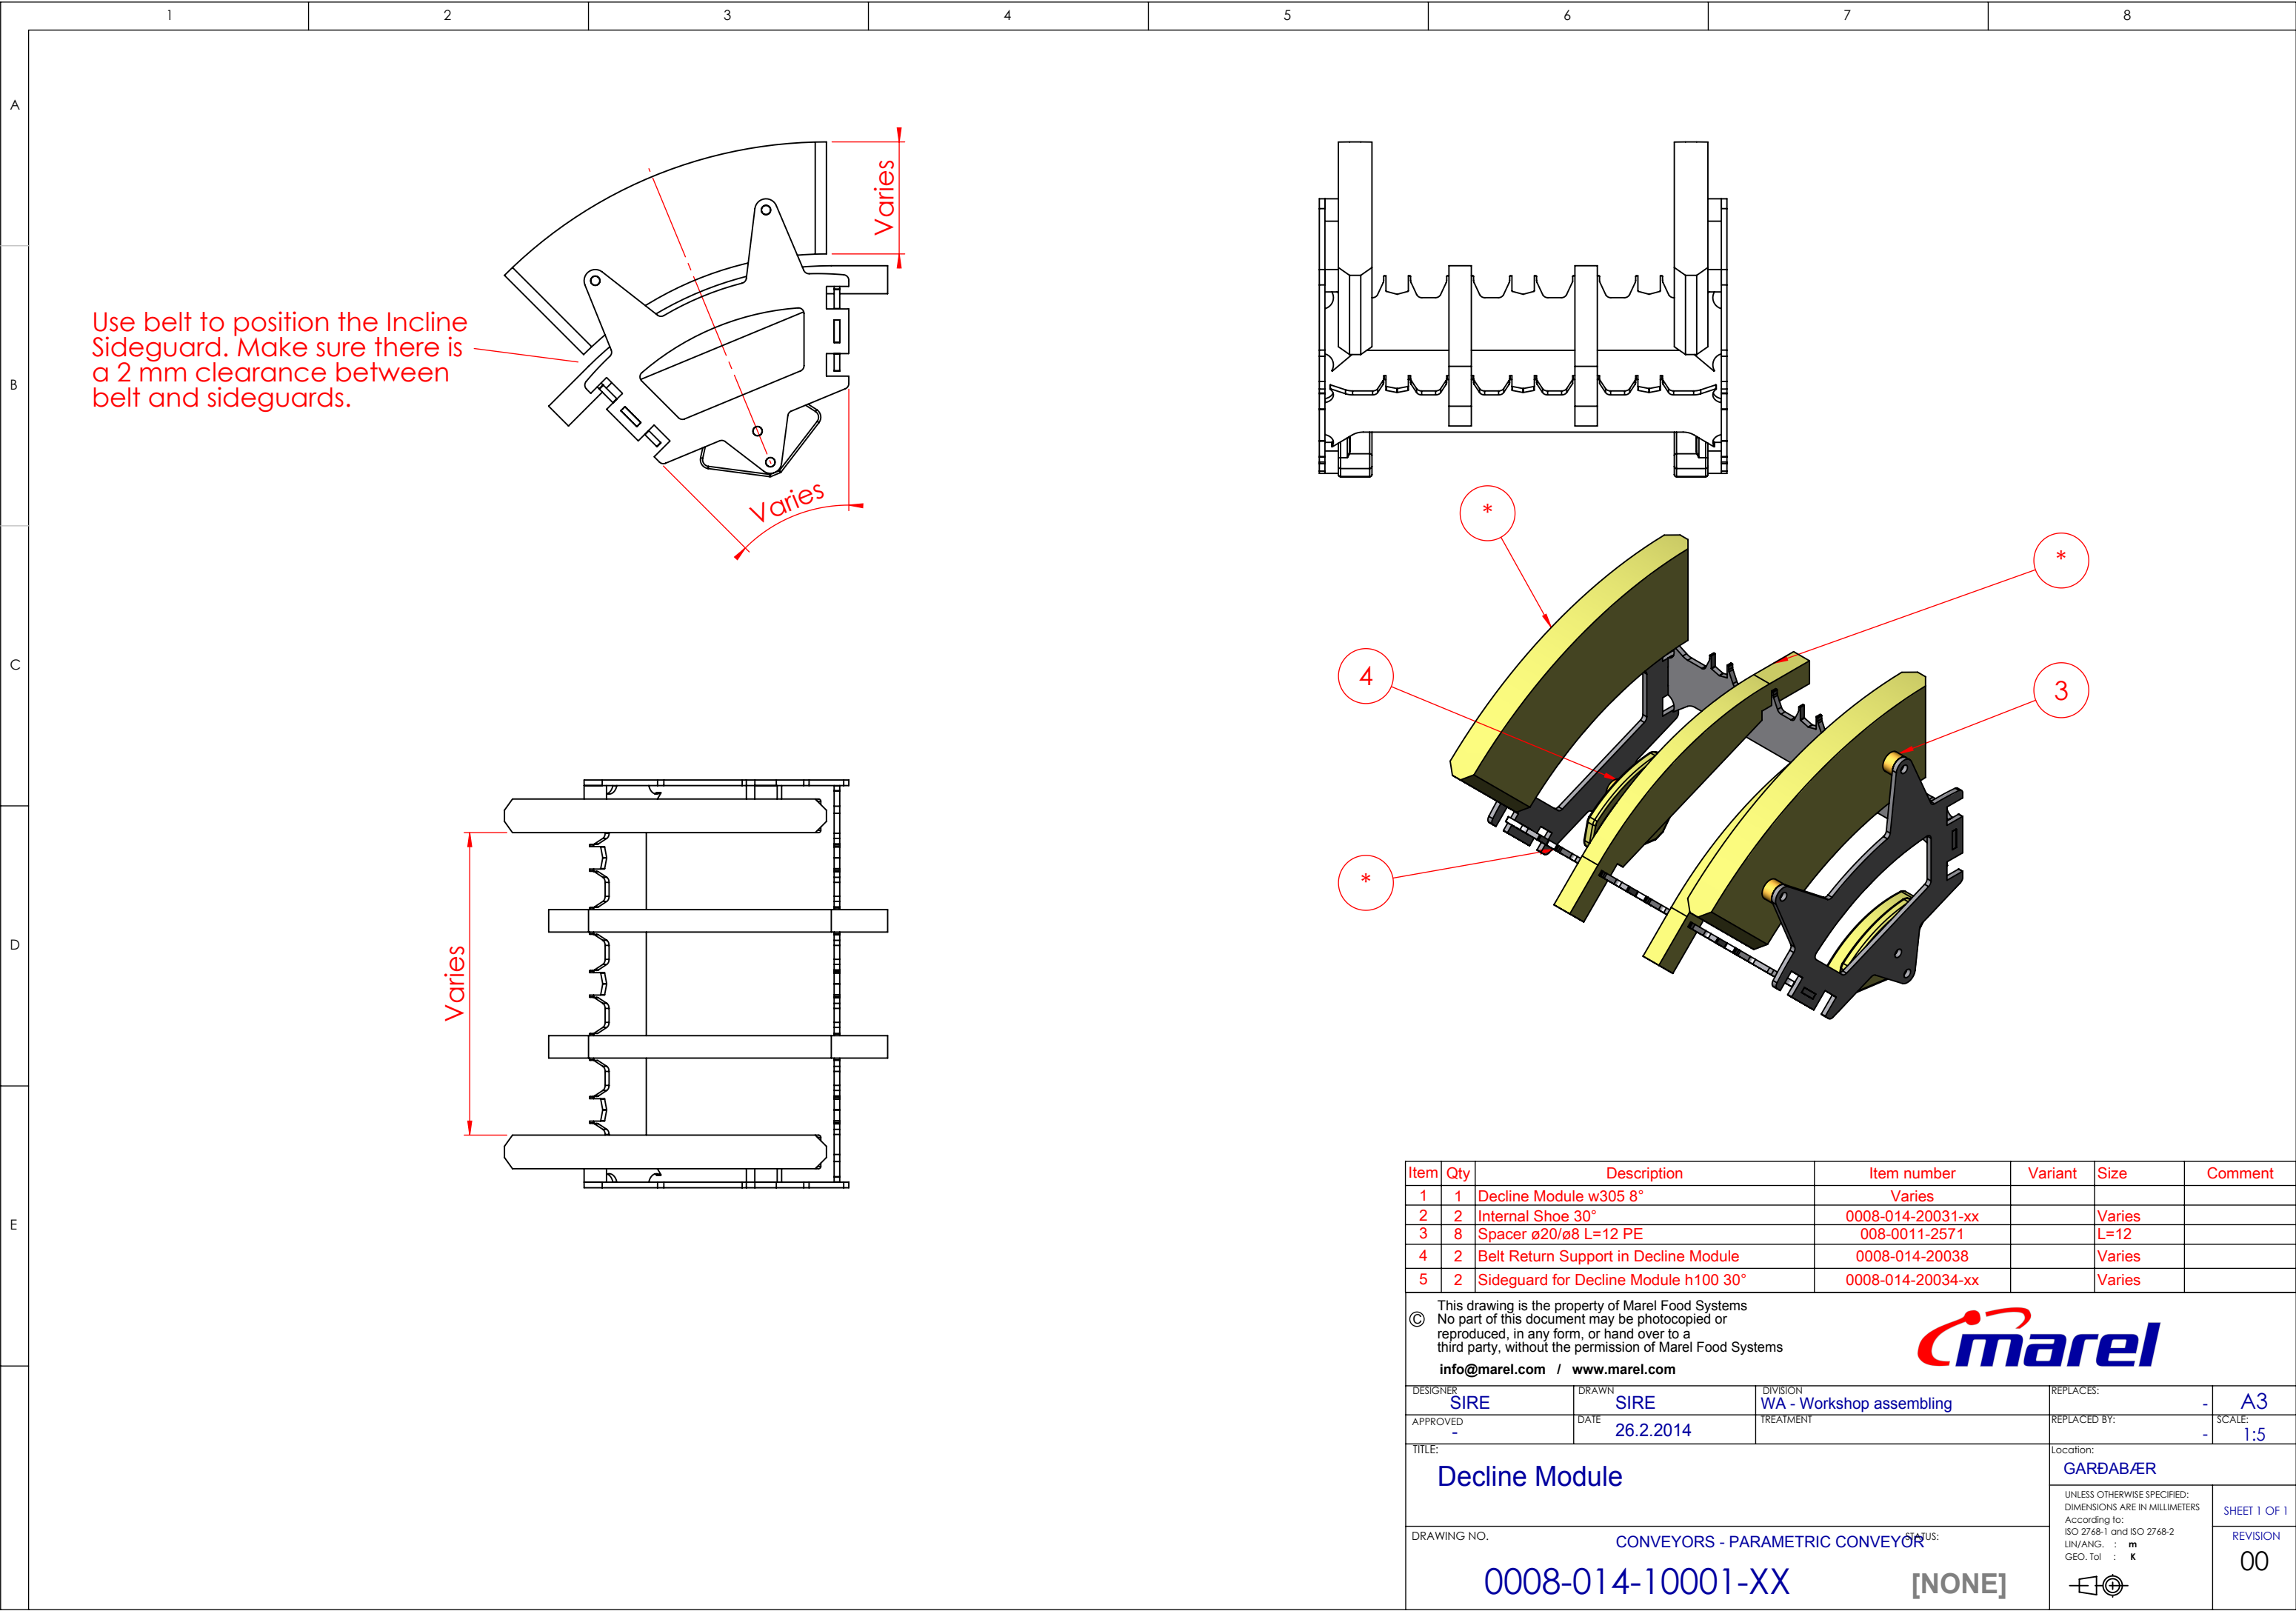 1 2 3 4 5 6 7 8
A
B
C
D
E
Varies
Use belt to position the Incline
Sideguard. Make sure there is
a 2 mm clearance between
belt and sideguards.
Varies
*
*
4
3
*
Varies
Item Qty Description Item number Variant Size Comment
1 1 Decline Module w305 8° Varies
2 2 Internal Shoe 30° 0008-014-20031-xx Varies
3 8 Spacer ø20/ø8 L=12 PE 008-0011-2571 L=12
4 2 Belt Return Support in Decline Module 0008-014-20038 Varies
5 2 Sideguard for Decline Module h100 30° 0008-014-20034-xx Varies
© This drawing is the property of Marel Food Systems
No part of this document may be photocopied or
reproduced, in any form, or hand over to a
third party, without the permission of Marel Food Systems
info@marel.com / www.marel.com
marel
DESIGNER SIRE DRAWN SIRE DIVISION WA - Workshop assembling REPLACES: - A3
APPROVED - DATE 26.2.2014 TREATMENT REPLACED BY: - SCALE: 1:5
TITLE:
Decline Module
Location:
GARÐABÆR
UNLESS OTHERWISE SPECIFIED:
DIMENSIONS ARE IN MILLIMETERS
According to:
ISO 2768-1 and ISO 2768-2
LIN/ANG. : m
GEO. Tol : K
SHEET 1 OF 1
REVISION
00
DRAWING NO. CONVEYORS - PARAMETRIC CONVEYOR STATUS:
0008-014-10001-XX [NONE]